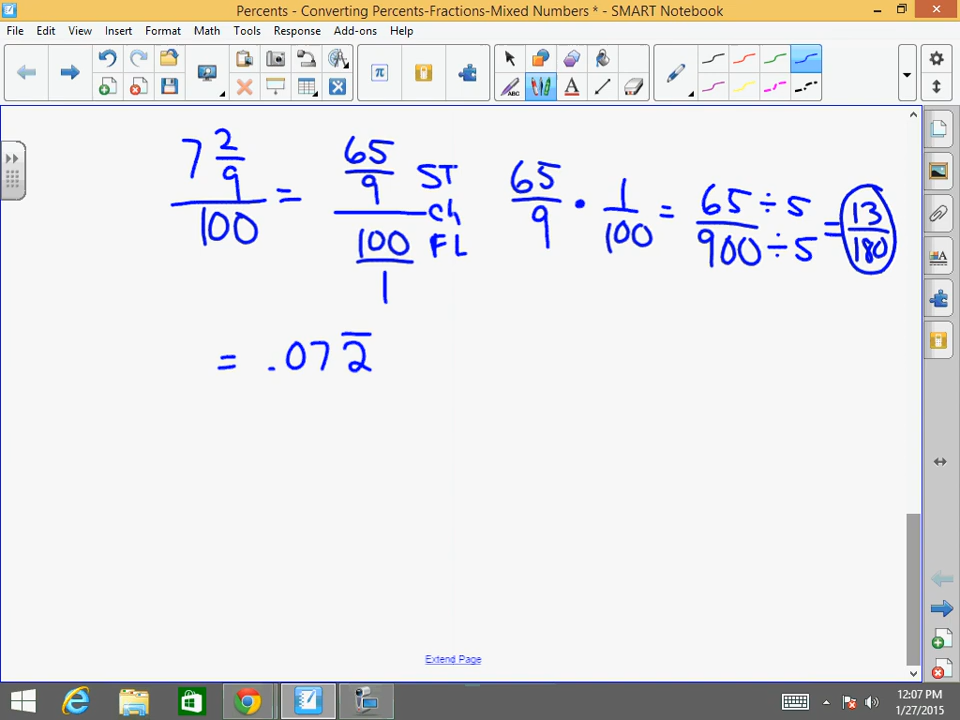 Percents - Converting Percents-Fractions-Mixed Numbers * - SMART Notebook
File Edit View Insert Format Math Tools Response Add-ons Help
7 2/9 / 100 = 65/9 / 100/1 ST Ch FL 65/9 • 1/100 = 65÷5 / 900÷5 = 13/180
= .072̅
Extend Page
12:07 PM
1/27/2015